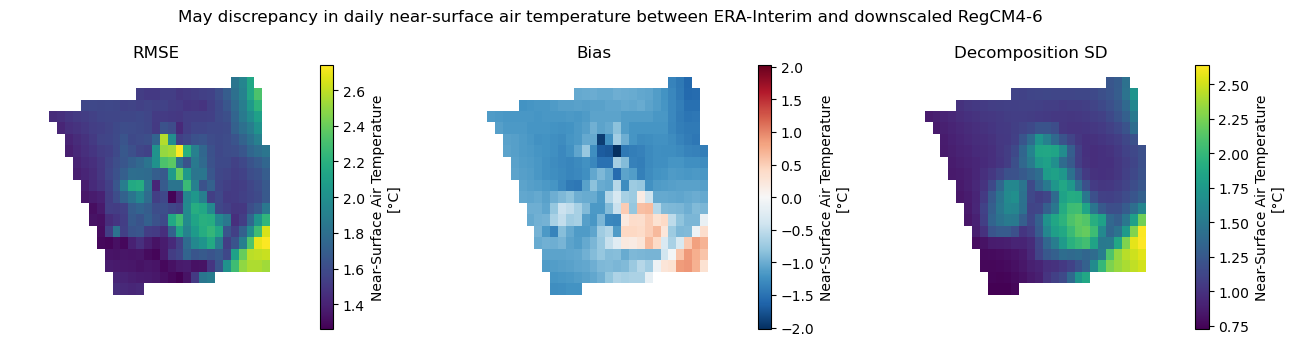 May discrepancy in daily near-surface air temperature between ERA-Interim and downscaled RegCM4-6
RMSE
2.6
2.4
2.2
2.0
1.8
1.6
1.4
Near-Surface Air Temperature
[°C]
Bias
2.0
1.5
1.0
0.5
0.0
−0.5
−1.0
−1.5
−2.0
Near-Surface Air Temperature
[°C]
Decomposition SD
2.50
2.25
2.00
1.75
1.50
1.25
1.00
0.75
Near-Surface Air Temperature
[°C]